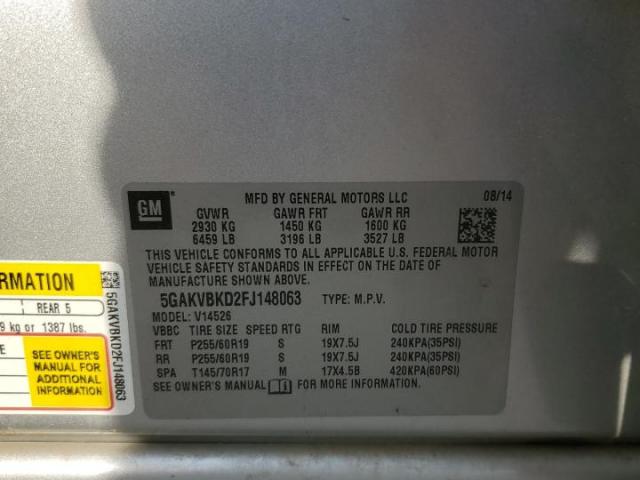 GM
MFD BY GENERAL MOTORS LLC
08/14
GVWR GAWR FRT GAWR RR
2930 KG 1450 KG 1600 KG
6459 LB 3196 LB 3527 LB
THIS VEHICLE CONFORMS TO ALL APPLICABLE U.S. FEDERAL MOTOR
VEHICLE SAFETY STANDARDS IN EFFECT ON THE DATE OF
MANUFACTURE SHOWN ABOVE.
5GAKVBKD2FJ148063 TYPE: M.P.V.
MODEL: V14526
VBBC TIRE SIZE SPEED RTG RIM COLD TIRE PRESSURE
FRT P255/60R19 S 19X7.5J 240KPA(35PSI)
RR P255/60R19 S 19X7.5J 240KPA(35PSI)
SPA T145/70R17 M 17X4.5B 420KPA(60PSI)
SEE OWNER'S MANUAL FOR MORE INFORMATION.
ORMATION
REAR 5
9 kg or 1387 lbs.
E
SEE OWNER'S
MANUAL FOR
ADDITIONAL
INFORMATION
5GAKVBKD2FJ148063